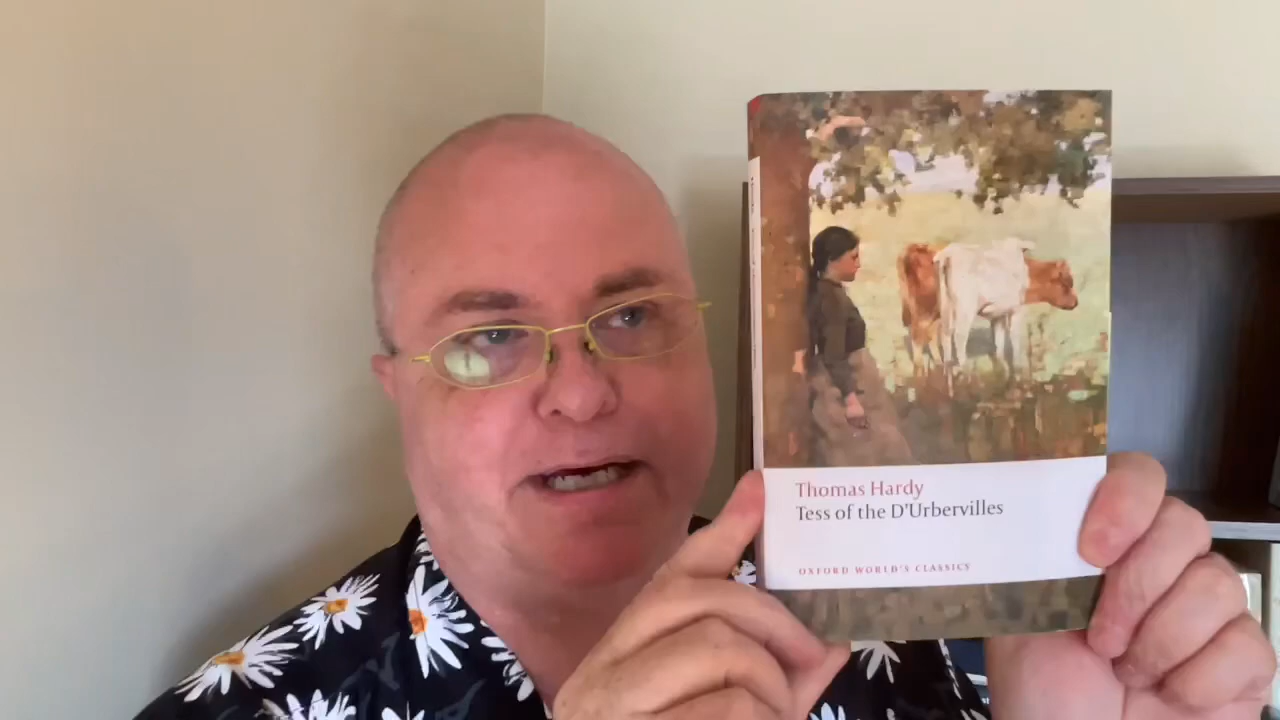 Thomas Hardy
Tess of the D'Urbervilles
OXFORD WORLD'S CLASSICS